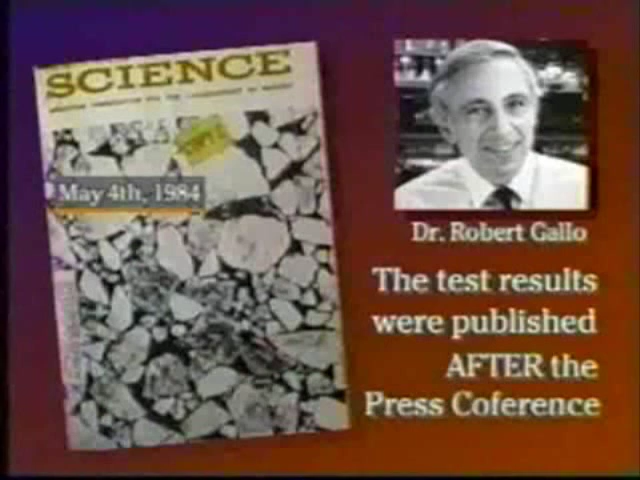 SCIENCE
May 4th, 1984
Dr. Robert Gallo
The test results
were published
AFTER the
Press Coference